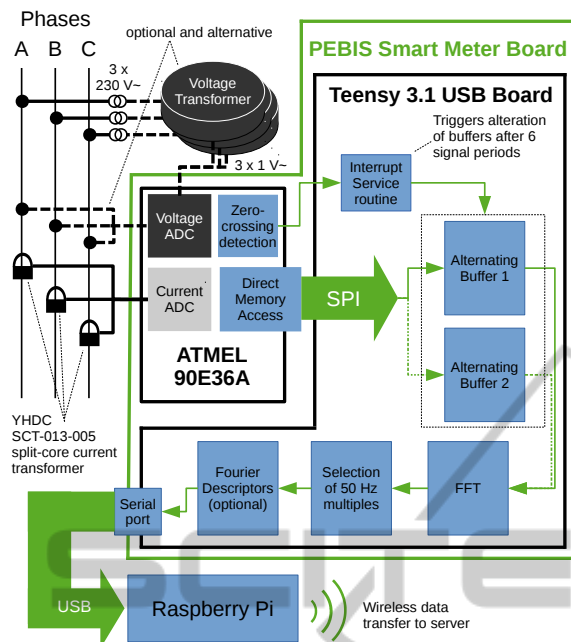 Phases
A B C
optional and alternative
3 x
230 V~
Voltage
Transformer
3 x 1 V~
PEBIS Smart Meter Board
Teensy 3.1 USB Board
Triggers alteration
of buffers after 6
signal periods
Interrupt
Service
routine
Voltage
ADC
Zero-
crossing
detection
Current
ADC
Direct
Memory
Access
SPI
ATMEL
90E36A
Alternating
Buffer 1
Alternating
Buffer 2
YHDC
SCT-013-005
split-core current
transformer
Serial
port
Fourier
Descriptors
(optional)
Selection
of 50 Hz
multiples
FFT
USB
Raspberry Pi
Wireless data
transfer to server
SCITE